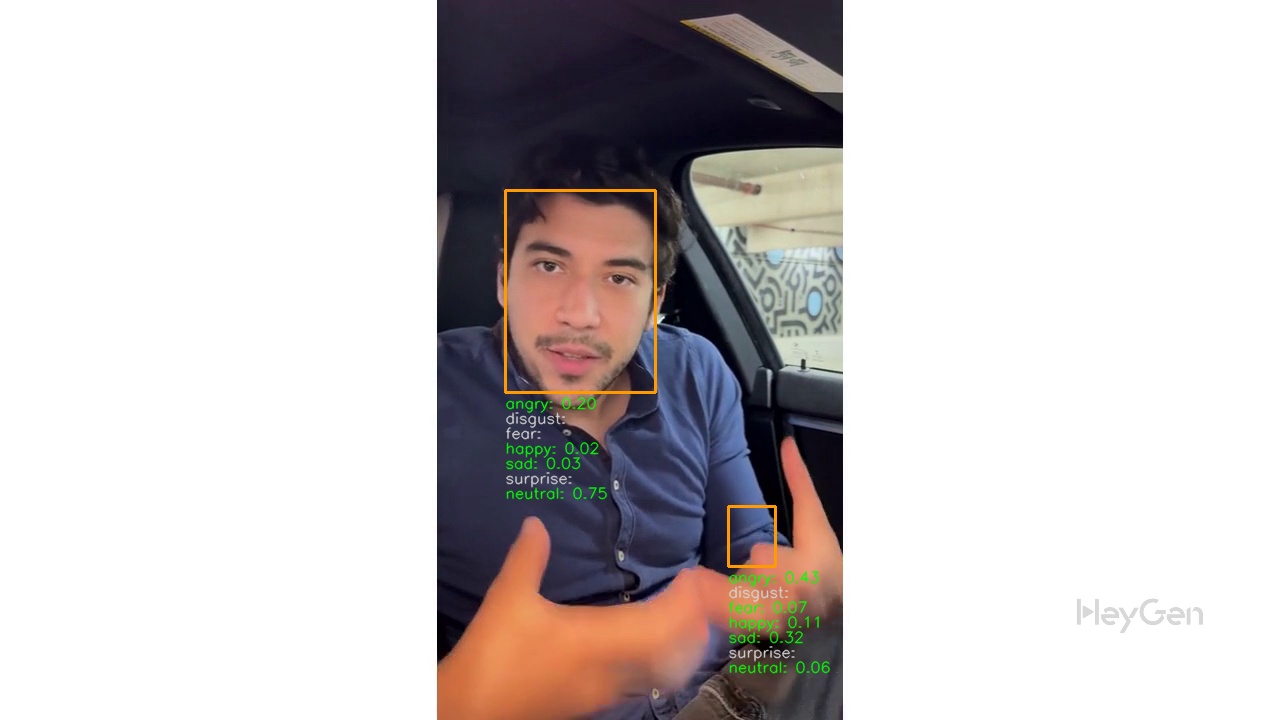 angry: 0.20
disgust:
fear:
happy: 0.02
sad: 0.03
surprise:
neutral: 0.75
angry: 0.43
disgust:
fear: 0.07
happy: 0.11
sad: 0.32
surprise:
neutral: 0.06
HeyGen